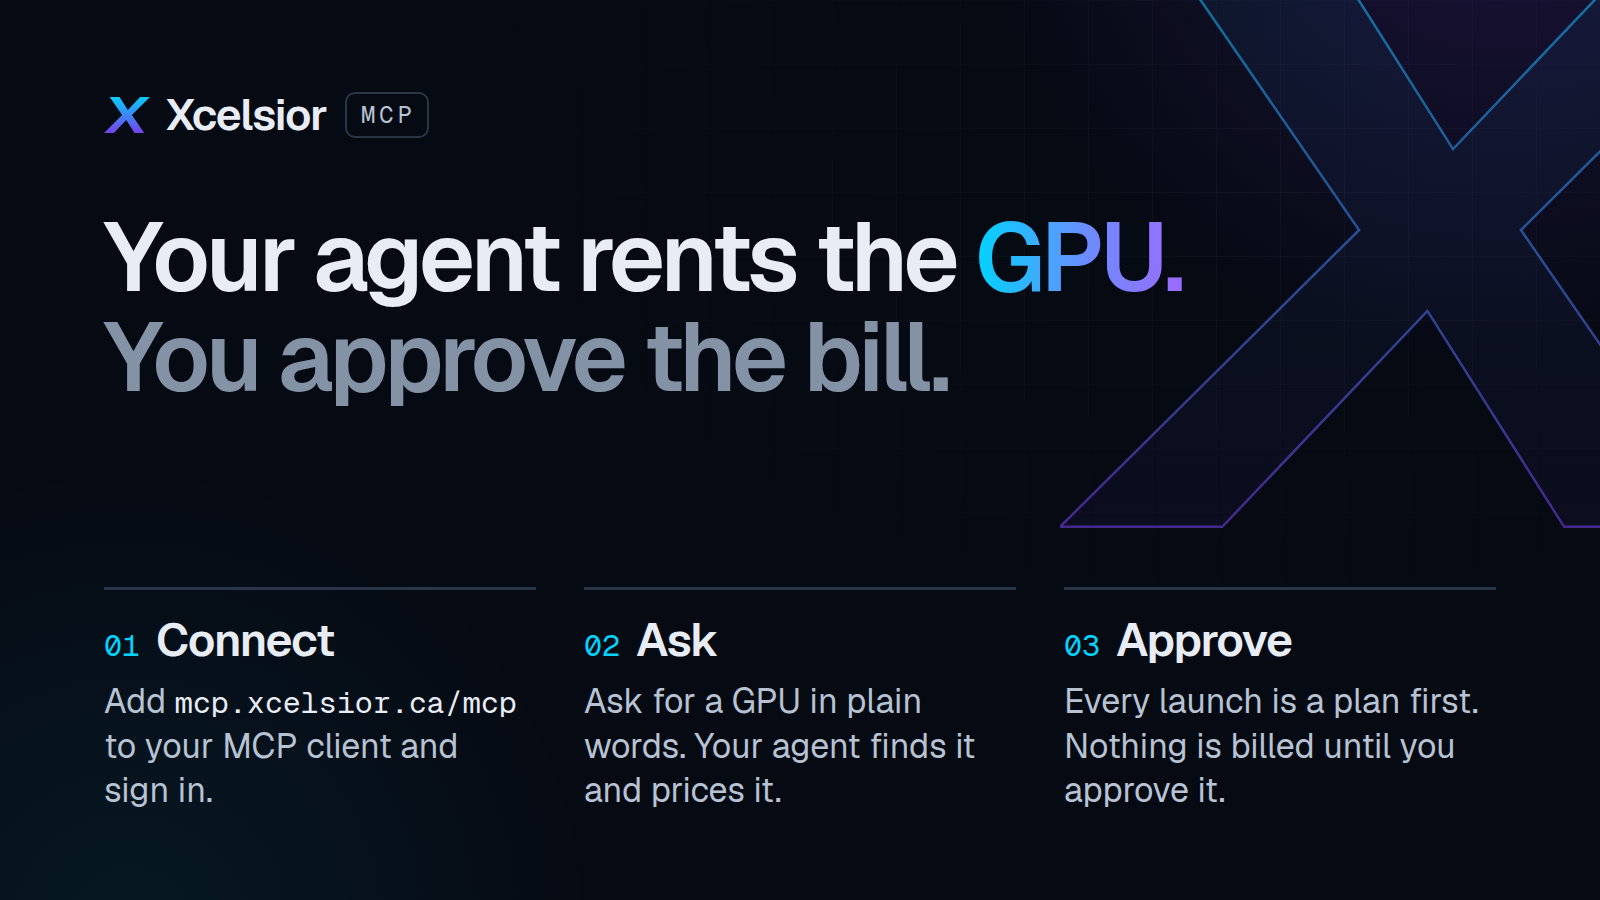 Xcelsior MCP
Your agent rents the GPU.
You approve the bill.
01 Connect
Add mcp.xcelsior.ca/mcp
to your MCP client and
sign in.
02 Ask
Ask for a GPU in plain
words. Your agent finds it
and prices it.
03 Approve
Every launch is a plan first.
Nothing is billed until you
approve it.